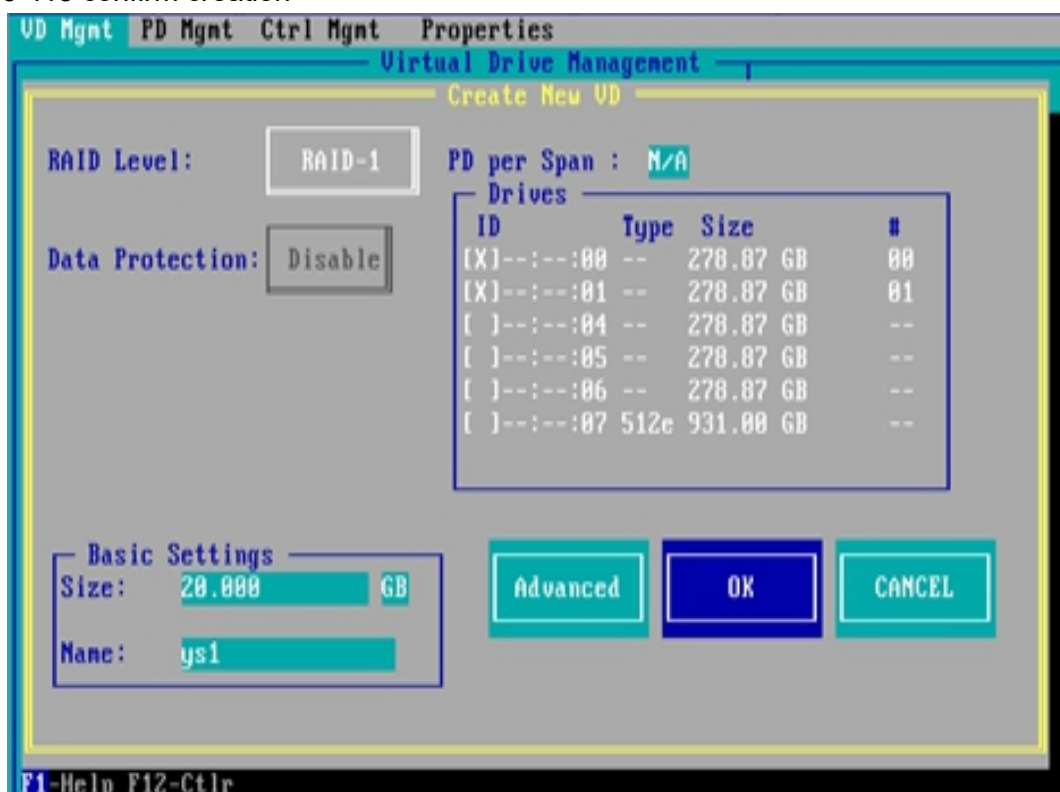 confirm creation
VD Mgmt PD Mgmt Ctrl Mgmt Properties
Virtual Drive Management
Create New VD
RAID Level: RAID-1 PD per Span : N/A
Drives
ID Type Size #
[X]--:--:00 -- 278.87 GB 00
[X]--:--:01 -- 278.87 GB 01
[ ]--:--:04 -- 278.87 GB --
[ ]--:--:05 -- 278.87 GB --
[ ]--:--:06 -- 278.87 GB --
[ ]--:--:07 512e 931.00 GB --
Data Protection: Disable
Basic Settings
Size: 20.000 GB
Name: ys1
Advanced OK CANCEL
F1-Help F12-Ctlr